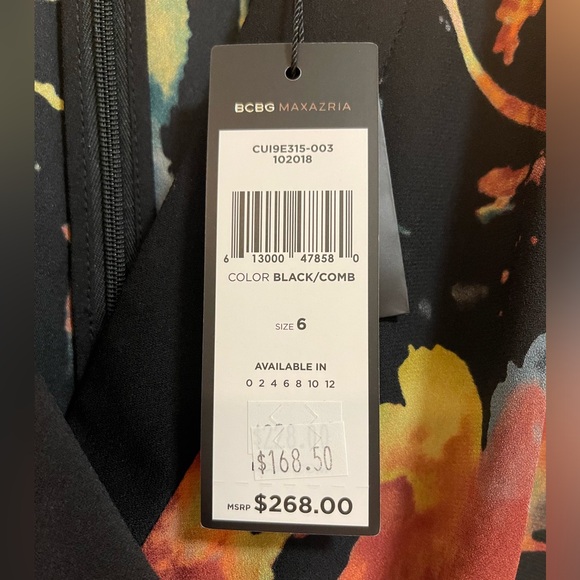 BCBG MAXAZRIA
CUI9E315-003
102018
6 13000 47858 0
COLOR BLACK/COMB
SIZE 6
AVAILABLE IN
0 2 4 6 8 10 12
$168.50
MSRP $268.00